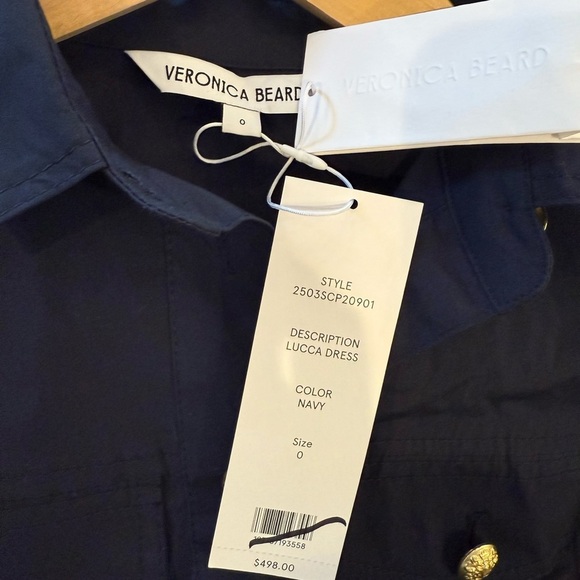 VERONICA BEARD
0
VERONICA BEARD
STYLE
2503SCP20901
DESCRIPTION
LUCCA DRESS
COLOR
NAVY
Size
0
$498.00